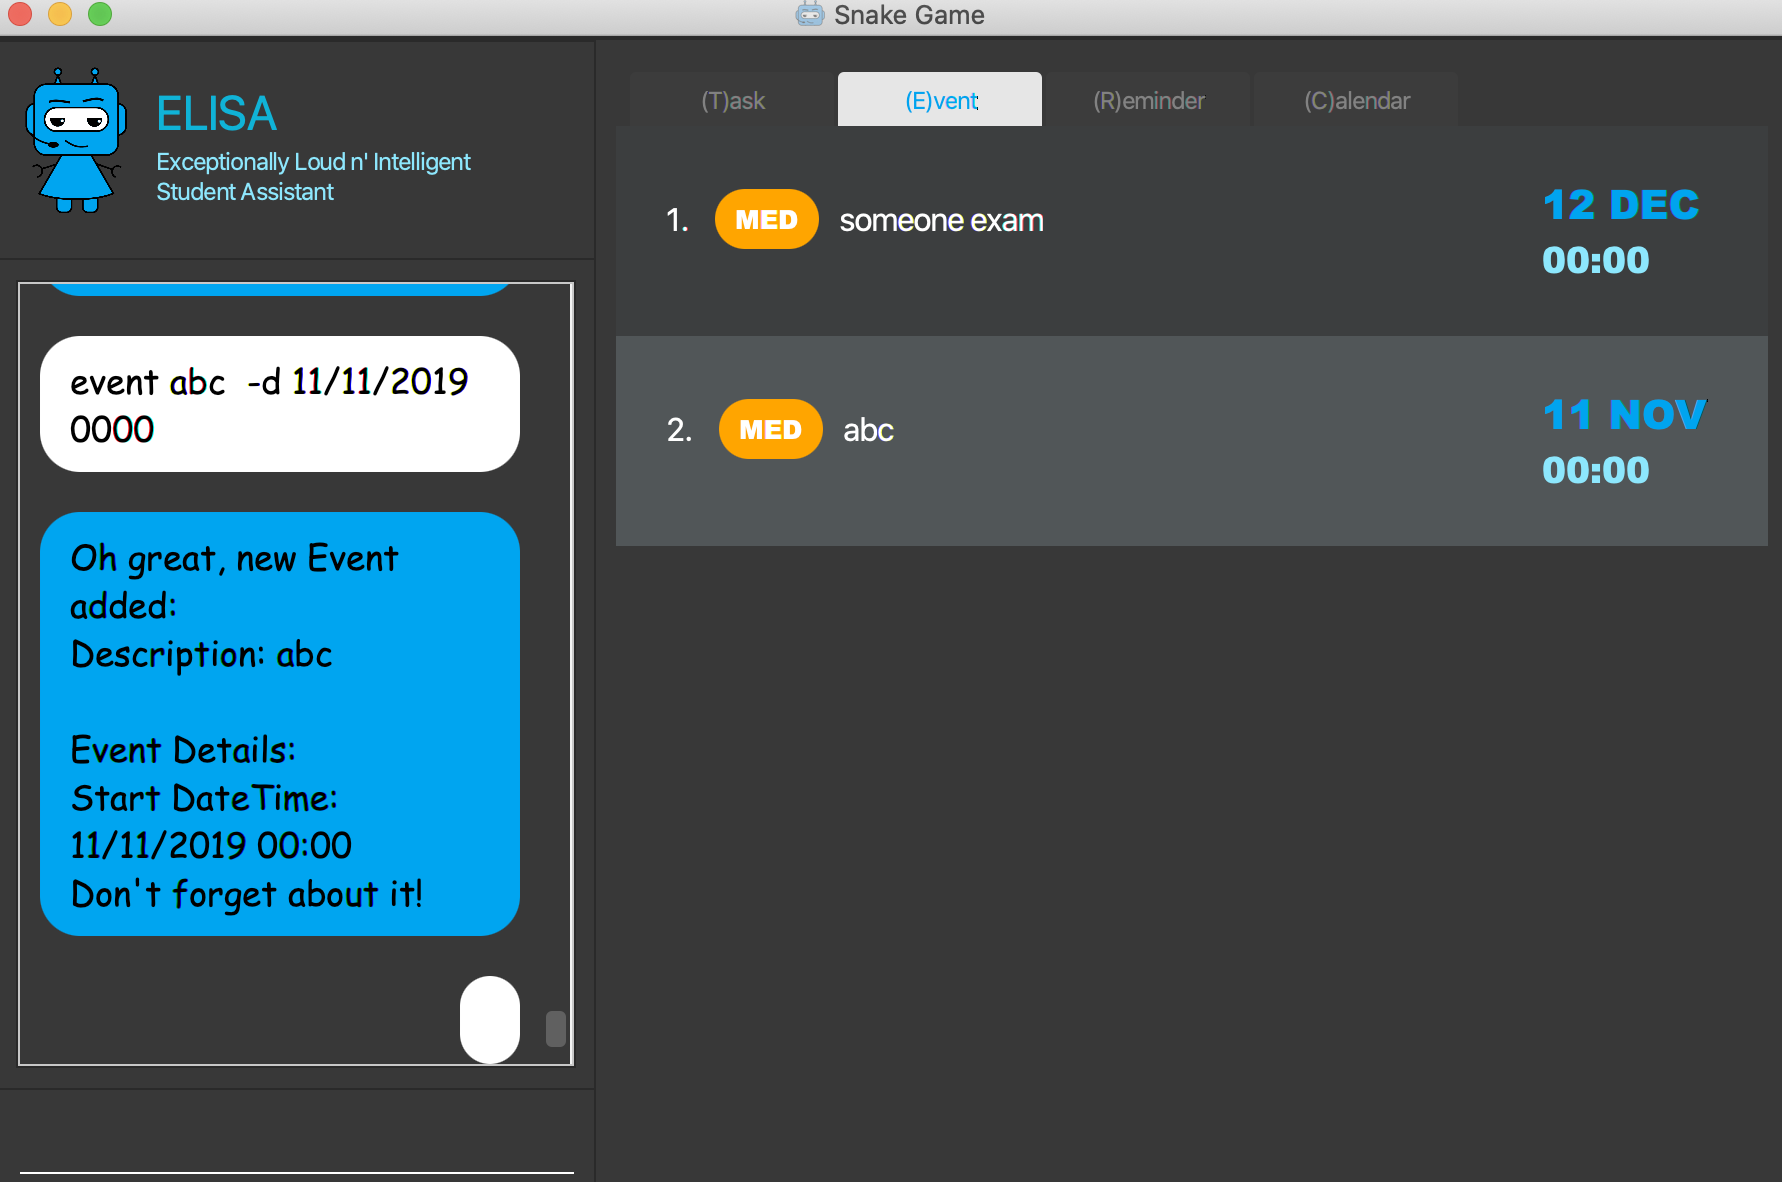 Snake Game
ELISA
Exceptionally Loud n' Intelligent
Student Assistant
event abc  -d 11/11/2019
0000
Oh great, new Event
added:
Description: abc
Event Details:
Start DateTime:
11/11/2019 00:00
Don't forget about it!
(T)ask (E)vent (R)eminder (C)alendar
1. MED someone exam 12 DEC
00:00
2. MED abc 11 NOV
00:00